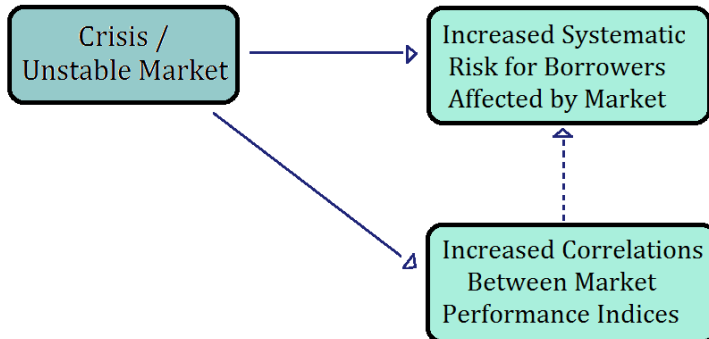 Crisis /
Unstable Market
Increased Systematic
Risk for Borrowers
Affected by Market
Increased Correlations
Between Market
Performance Indices